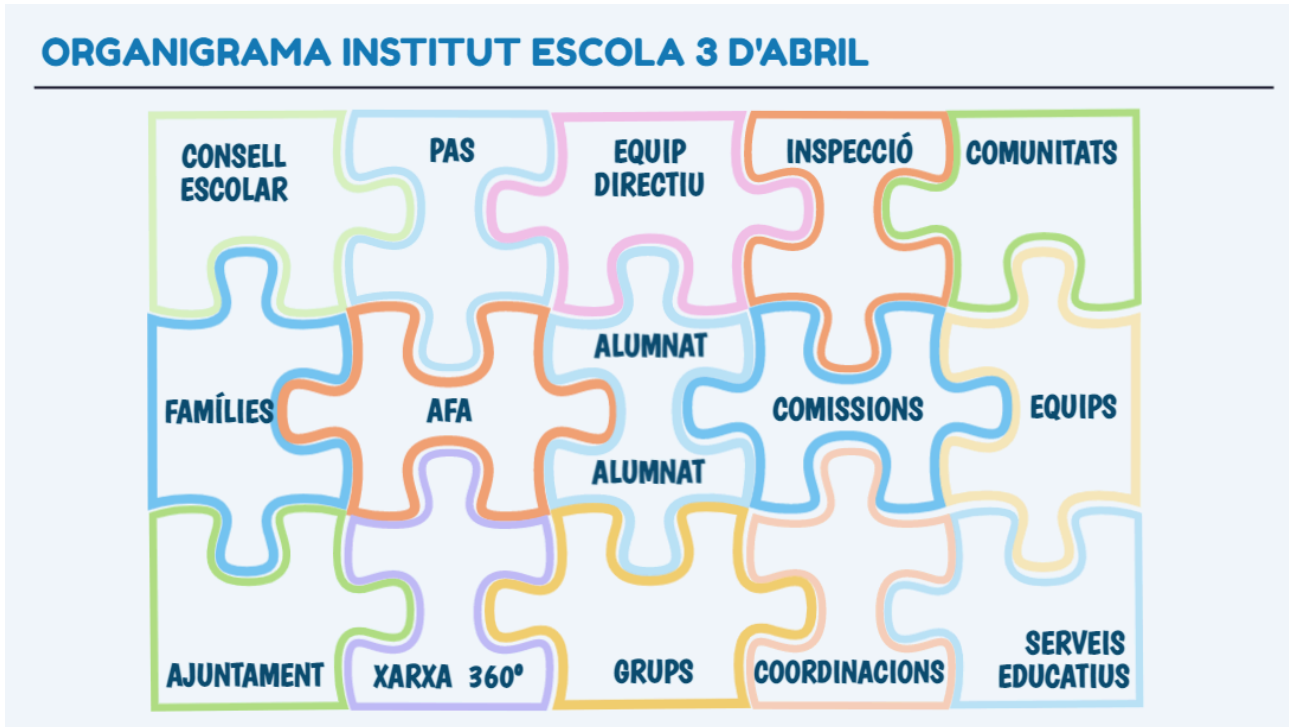 ORGANIGRAMA INSTITUT ESCOLA 3 D'ABRIL
CONSELL
ESCOLAR
PAS
EQUIP
DIRECTIU
INSPECCIÓ
COMUNITATS
FAMÍLIES
AFA
ALUMNAT
ALUMNAT
COMISSIONS
EQUIPS
AJUNTAMENT
XARXA 360º
GRUPS
COORDINACIONS
SERVEIS
EDUCATIUS